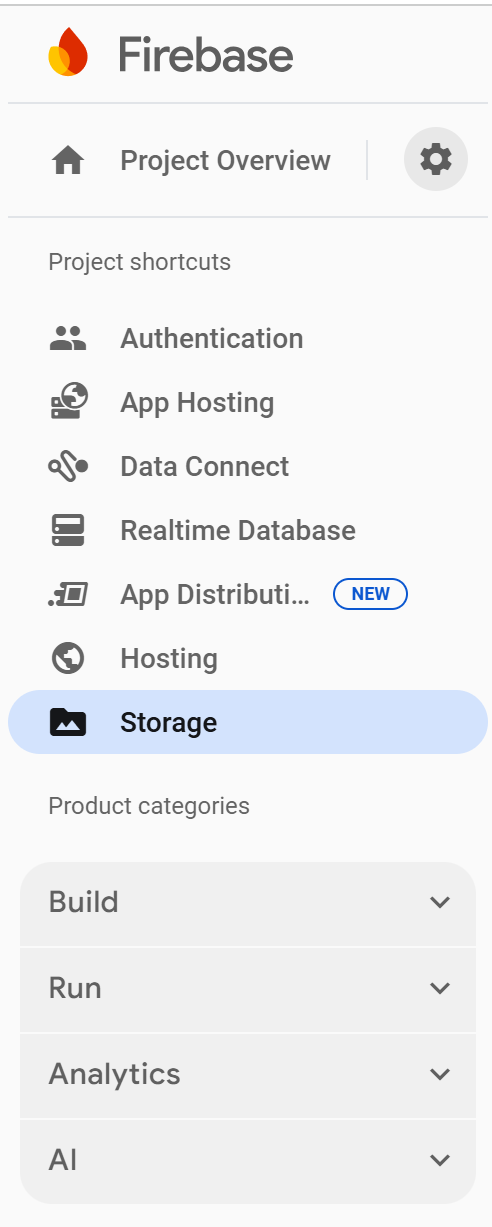 Firebase
Project Overview
Project shortcuts
Authentication
App Hosting
Data Connect
Realtime Database
App Distributi... NEW
Hosting
Storage
Product categories
Build
Run
Analytics
AI